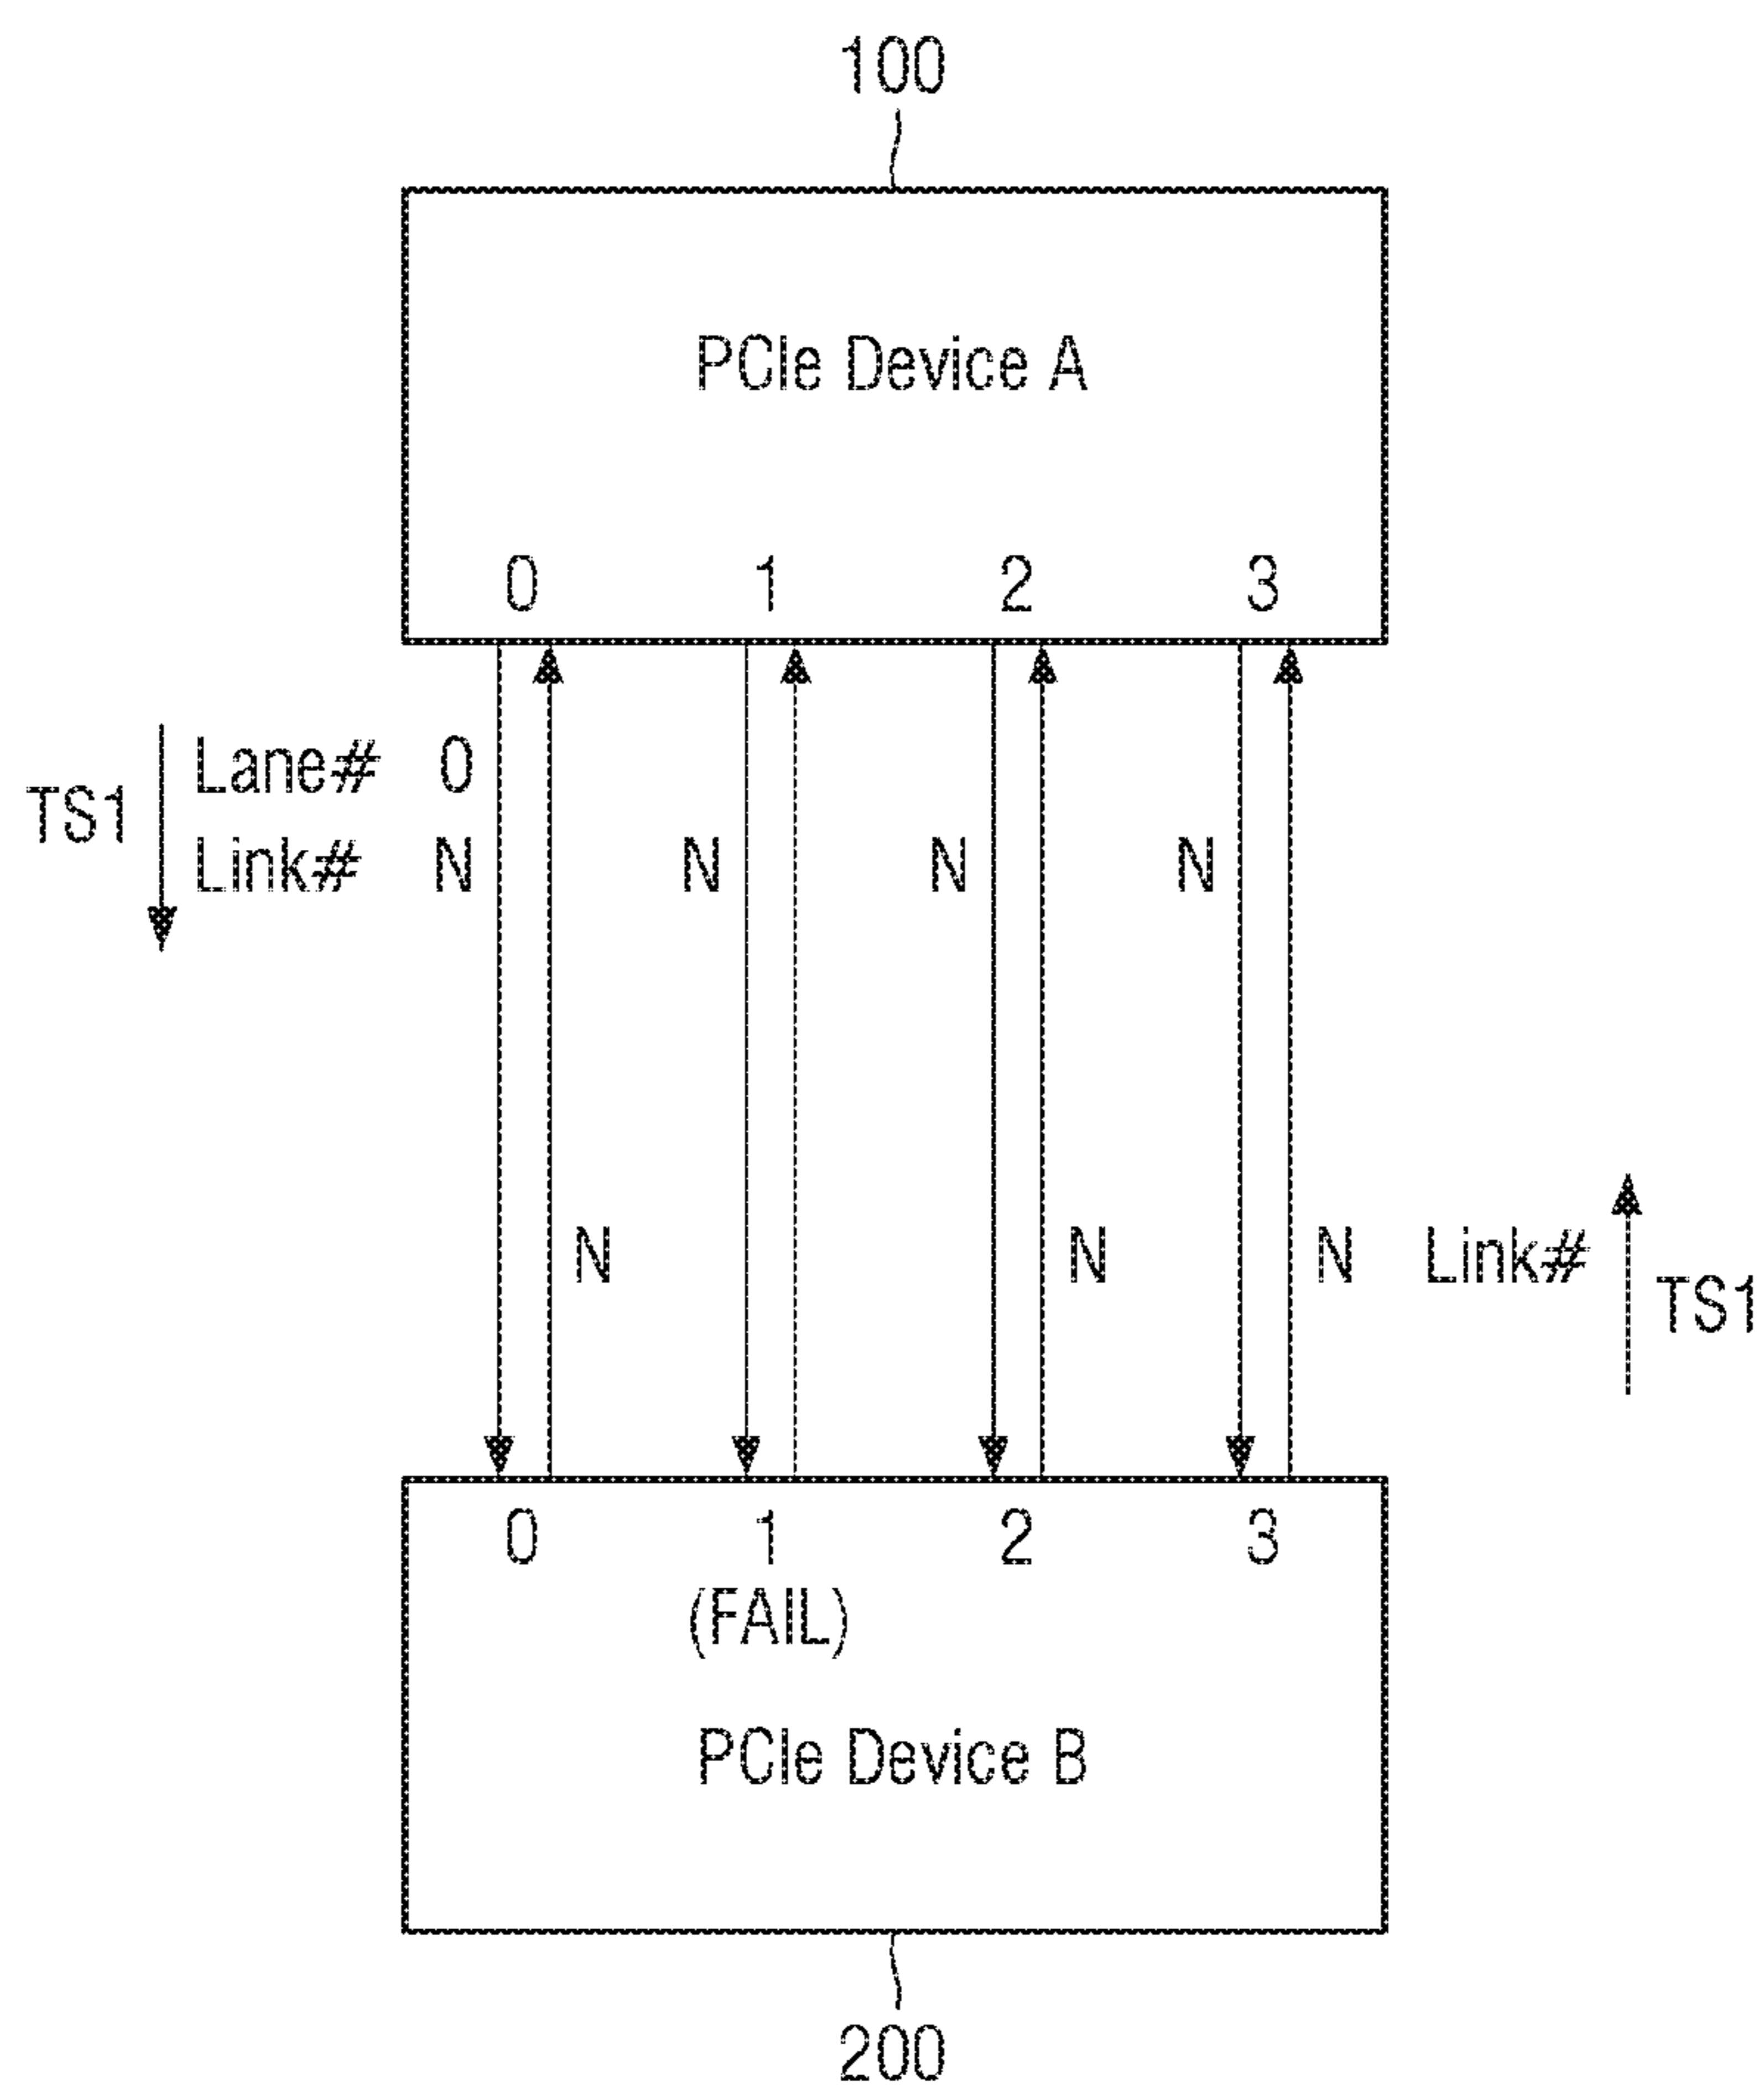 100
PCIe Device A
0 1 2 3
TS1
Lane# 0
Link# N N N N
N N N Link#
TS1
0 1 2 3
(FAIL)
PCIe Device B
200